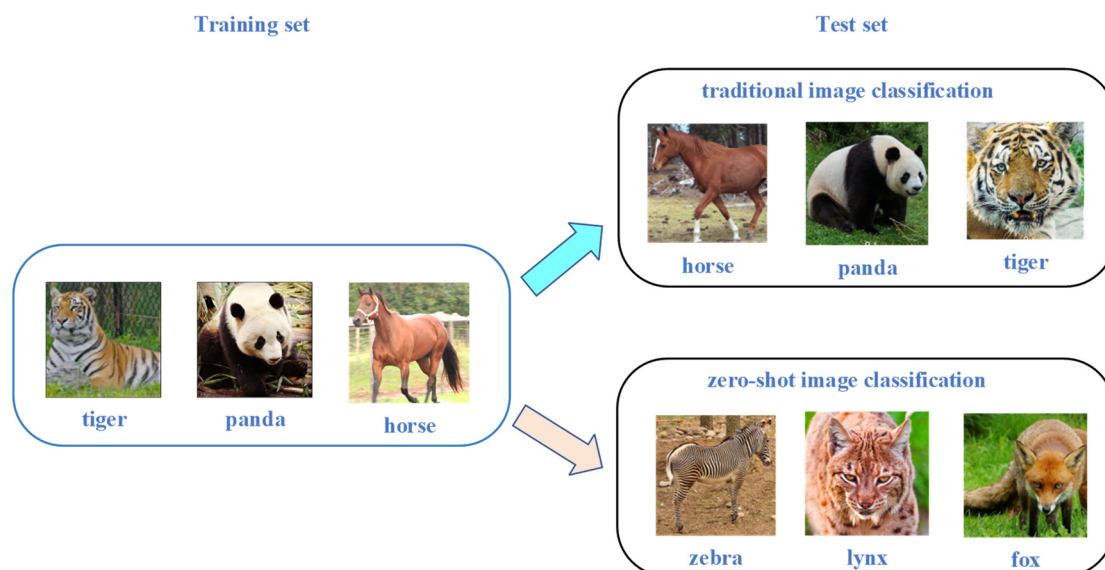 Training set
Test set
traditional image classification
horse
panda
tiger
tiger
panda
horse
zero-shot image classification
zebra
lynx
fox